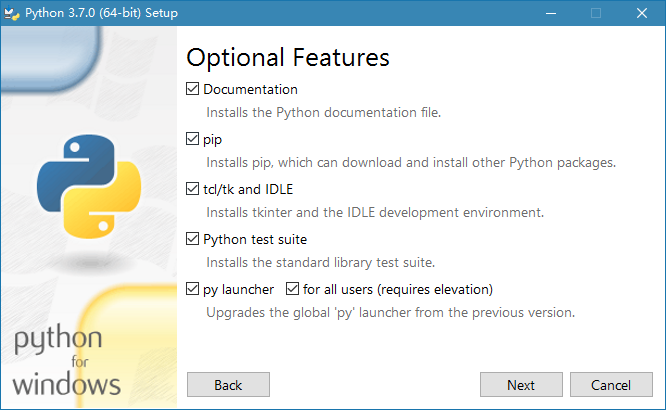 Python 3.7.0 (64-bit) Setup
Optional Features
Documentation
Installs the Python documentation file.
pip
Installs pip, which can download and install other Python packages.
tcl/tk and IDLE
Installs tkinter and the IDLE development environment.
Python test suite
Installs the standard library test suite.
py launcher for all users (requires elevation)
Upgrades the global 'py' launcher from the previous version.
python
for
windows
Back Next Cancel